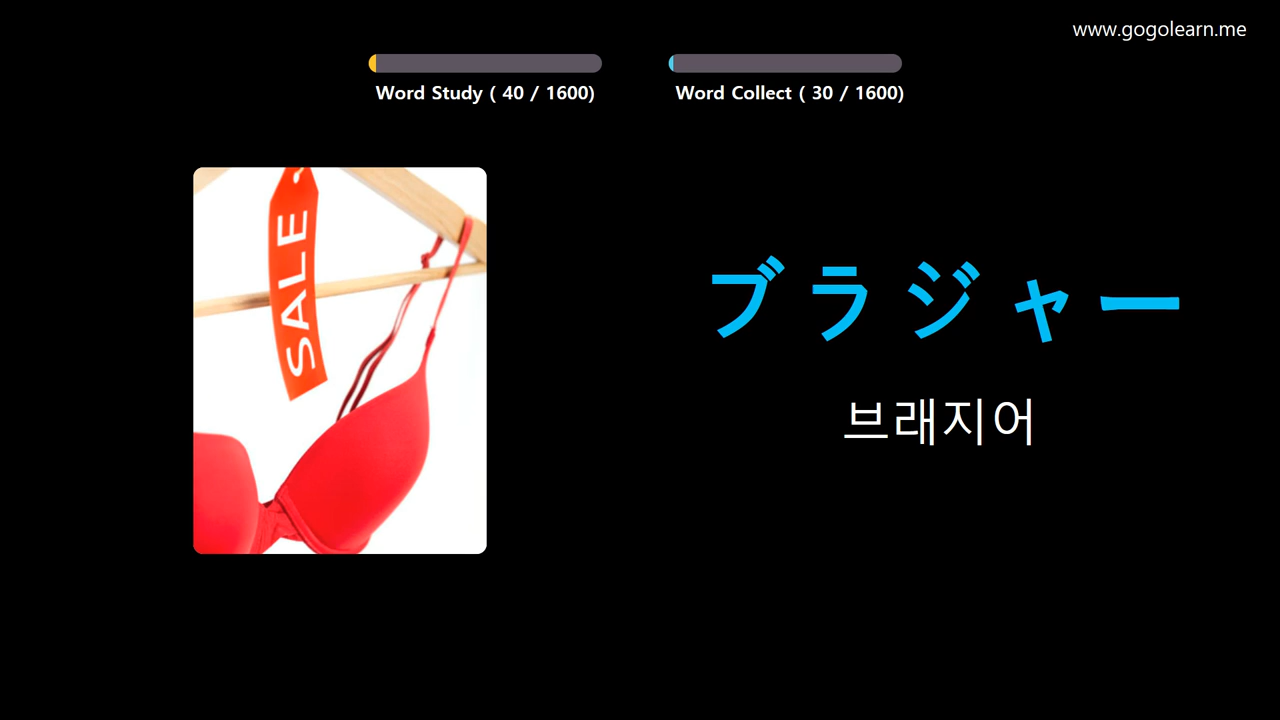 www.gogolearn.me
Word Study ( 40 / 1600)
Word Collect ( 30 / 1600)
SALE
ブラジャー
브래지어